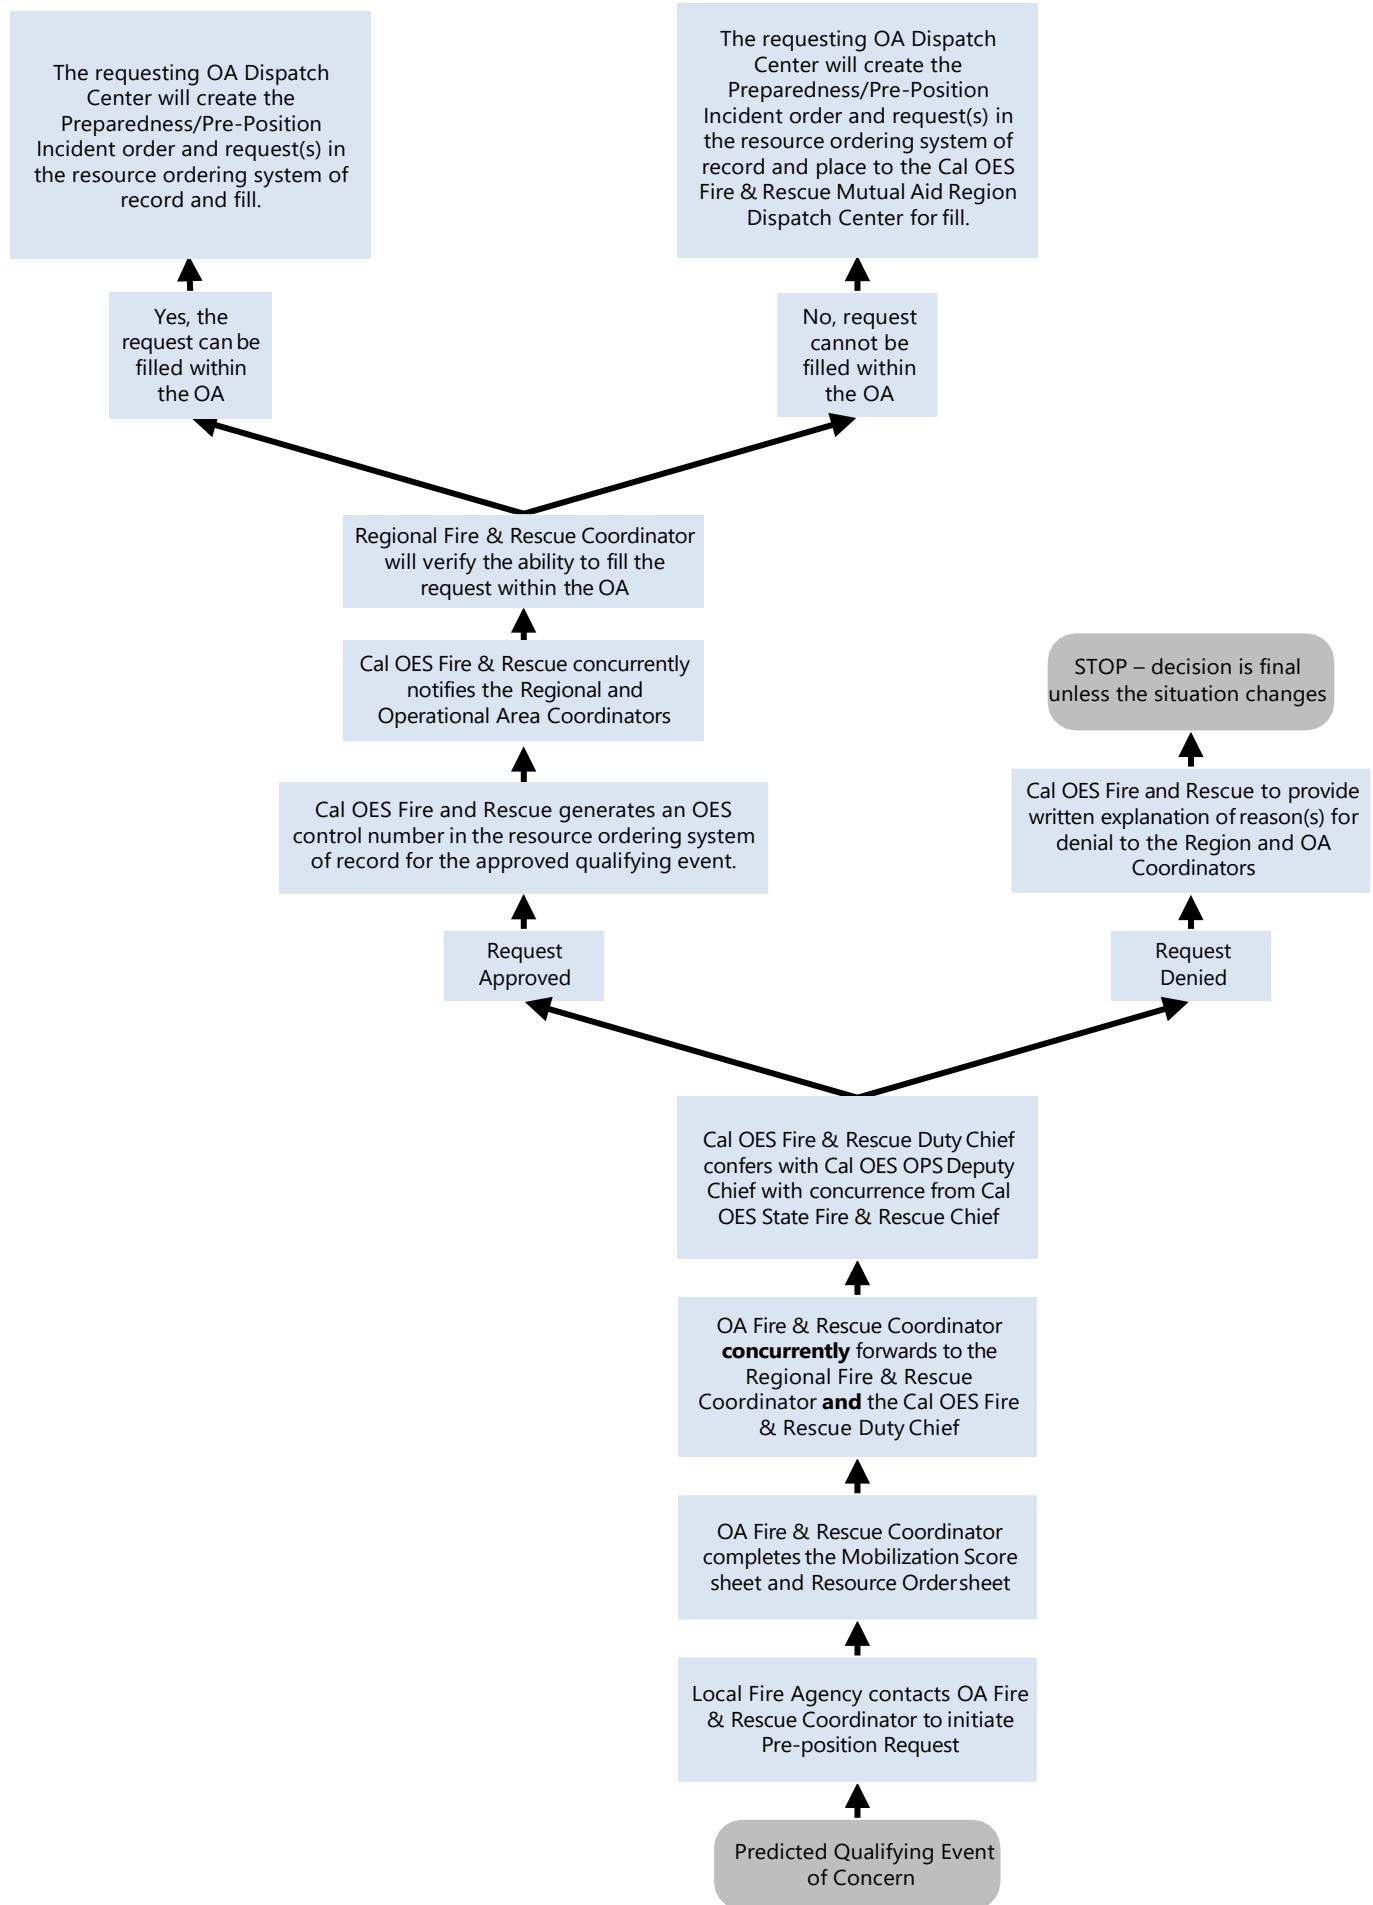 The requesting OA Dispatch
Center will create the
Preparedness/Pre-Position
Incident order and request(s) in
the resource ordering system of
record and fill.
The requesting OA Dispatch
Center will create the
Preparedness/Pre-Position
Incident order and request(s) in
the resource ordering system of
record and place to the Cal OES
Fire & Rescue Mutual Aid Region
Dispatch Center for fill.
Yes, the
request can be
filled within
the OA
No, request
cannot be
filled within
the OA
Regional Fire & Rescue Coordinator
will verify the ability to fill the
request within the OA
Cal OES Fire & Rescue concurrently
notifies the Regional and
Operational Area Coordinators
STOP – decision is final
unless the situation changes
Cal OES Fire and Rescue generates an OES
control number in the resource ordering system
of record for the approved qualifying event.
Cal OES Fire and Rescue to provide
written explanation of reason(s) for
denial to the Region and OA
Coordinators
Request
Approved
Request
Denied
Cal OES Fire & Rescue Duty Chief
confers with Cal OES OPS Deputy
Chief with concurrence from Cal
OES State Fire & Rescue Chief
OA Fire & Rescue Coordinator
concurrently forwards to the
Regional Fire & Rescue
Coordinator and the Cal OES Fire
& Rescue Duty Chief
OA Fire & Rescue Coordinator
completes the Mobilization Score
sheet and Resource Ordersheet
Local Fire Agency contacts OA Fire
& Rescue Coordinator to initiate
Pre-position Request
Predicted Qualifying Event
of Concern